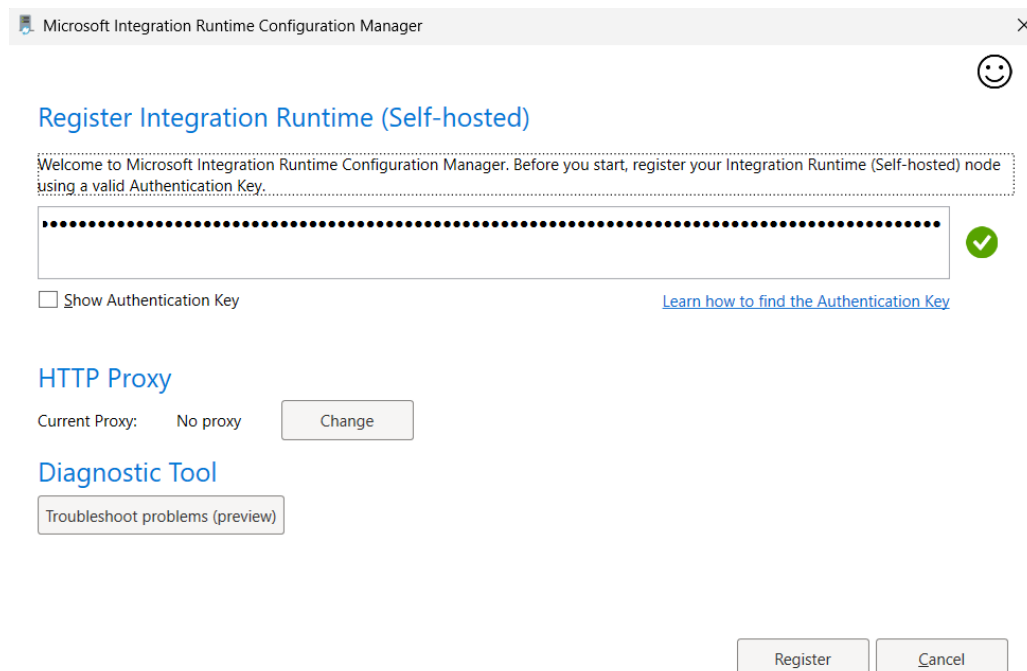 Microsoft Integration Runtime Configuration Manager
Register Integration Runtime (Self-hosted)
Welcome to Microsoft Integration Runtime Configuration Manager. Before you start, register your Integration Runtime (Self-hosted) node
using a valid Authentication Key.
Show Authentication Key
Learn how to find the Authentication Key
HTTP Proxy
Current Proxy: No proxy Change
Diagnostic Tool
Troubleshoot problems (preview)
Register Cancel